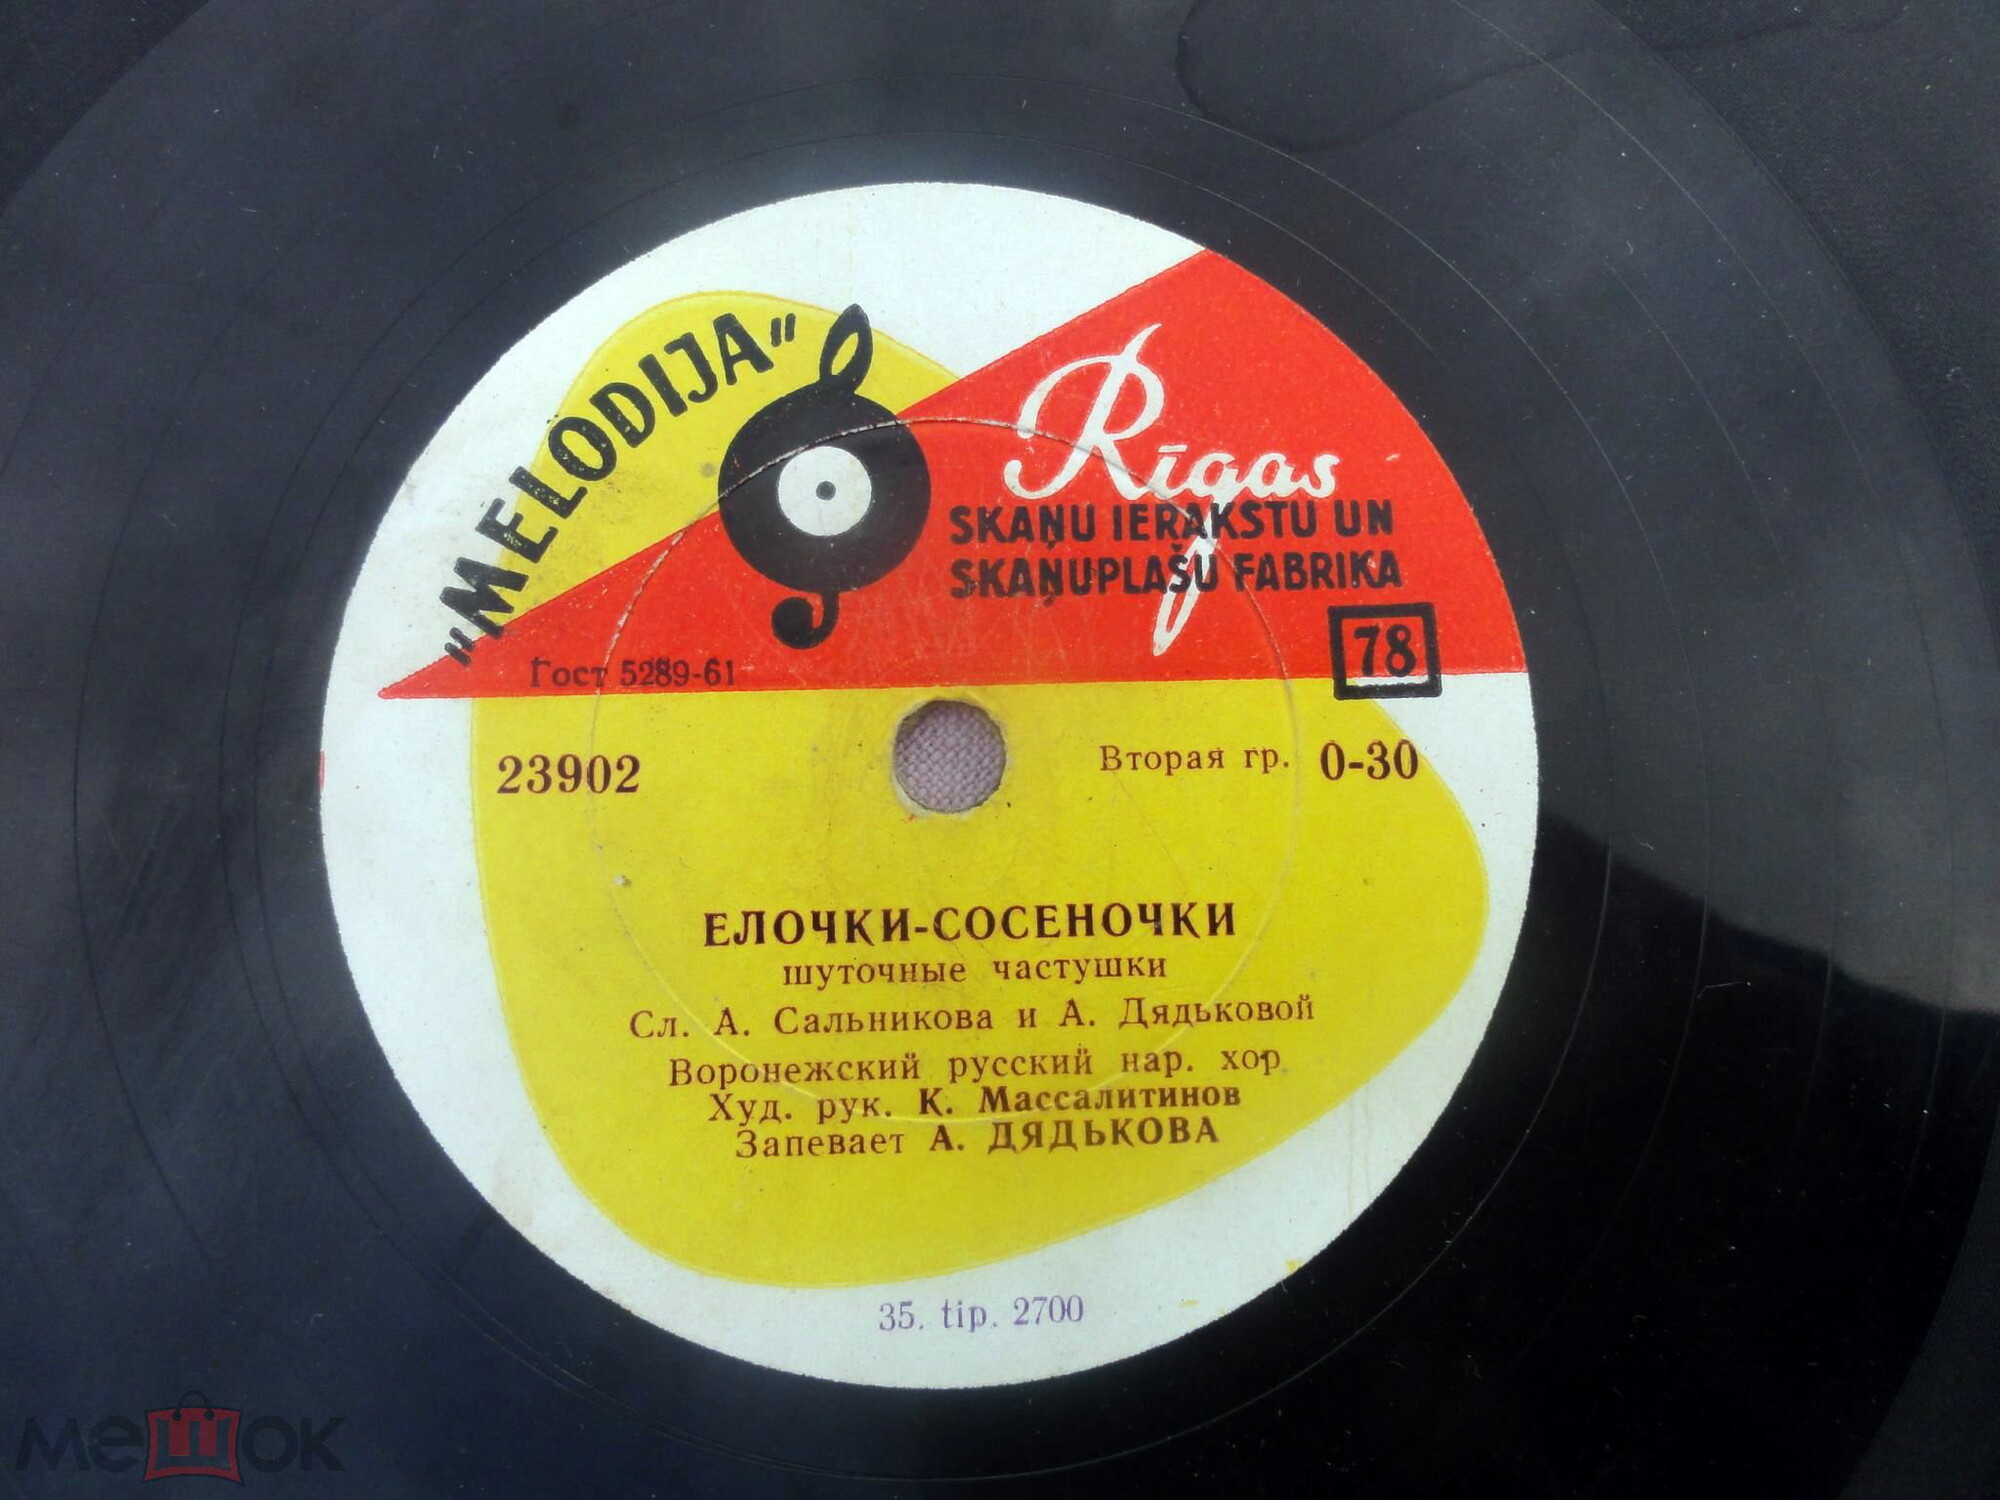 „MELODIJA"
Rīgas
SKAŅU IERAKSTU UN
SKAŅUPLAŠU FABRIKA
78
Гост 5289-61
23902
Вторая гр. 0-30
ЕЛОЧКИ-СОСЕНОЧКИ
шуточные частушки
Сл. А. Сальникова и А. Дядьковой
Воронежский русский нар. хор
Худ. рук. К. Массалитинов
Запевает А. ДЯДЬКОВА
35. tip. 2700
мешок